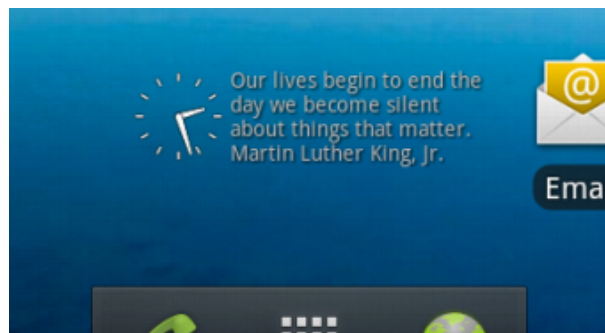 Our lives begin to end the
day we become silent
about things that matter.
Martin Luther King, Jr.
@
Ema